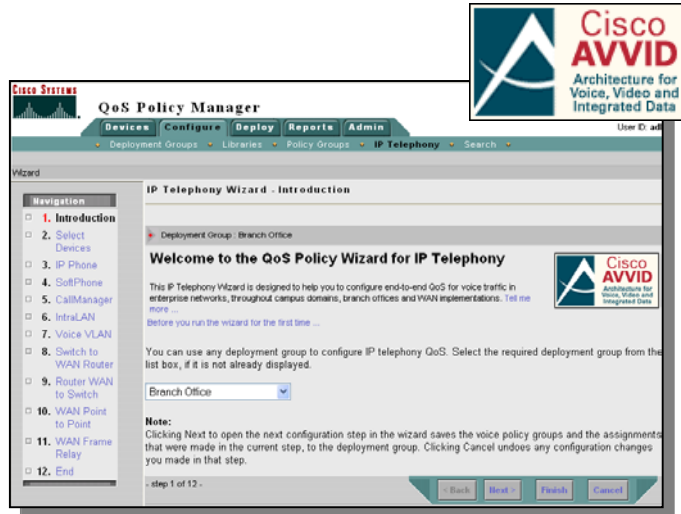 Cisco
AVVID
Architecture for
Voice, Video and
Integrated Data
CISCO SYSTEMS
QoS Policy Manager
Devices Configure Deploy Reports Admin
User ID: ad
Deployment Groups Libraries Policy Groups IP Telephony Search
Wizard
Navigation
1. Introduction
2. Select
Devices
3. IP Phone
4. SoftPhone
5. CallManager
6. IntraLAN
7. Voice VLAN
8. Switch to
WAN Router
9. Router WAN
to Switch
10. WAN Point
to Point
11. WAN Frame
Relay
12. End
IP Telephony Wizard - Introduction
Deployment Group : Branch Office
Welcome to the QoS Policy Wizard for IP Telephony
This IP Telephony Wizard is designed to help you to configure end-to-end QoS for voice traffic in
enterprise networks, throughout campus domains, branch offices and WAN implementations. Tell me
more ...
Before you run the wizard for the first time ...
Cisco
AVVID
Architecture for
Voice, Video and
Integrated Data
You can use any deployment group to configure IP telephony QoS. Select the required deployment group from the
list box, if it is not already displayed.
Branch Office
Note:
Clicking Next to open the next configuration step in the wizard saves the voice policy groups and the assignments
that were made in the current step, to the deployment group. Clicking Cancel undoes any configuration changes
you made in that step.
- step 1 of 12 -
< Back Next > Finish Cancel